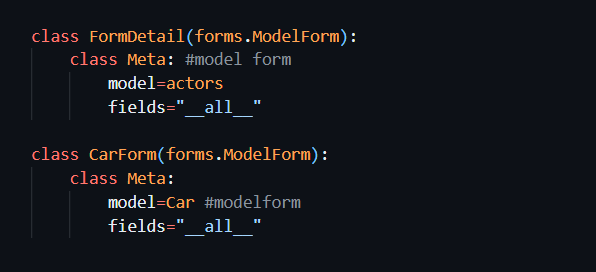 class FormDetail(forms.ModelForm):
    class Meta: #model form
        model=actors
        fields="__all__"

class CarForm(forms.ModelForm):
    class Meta:
        model=Car #modelform
        fields="__all__"